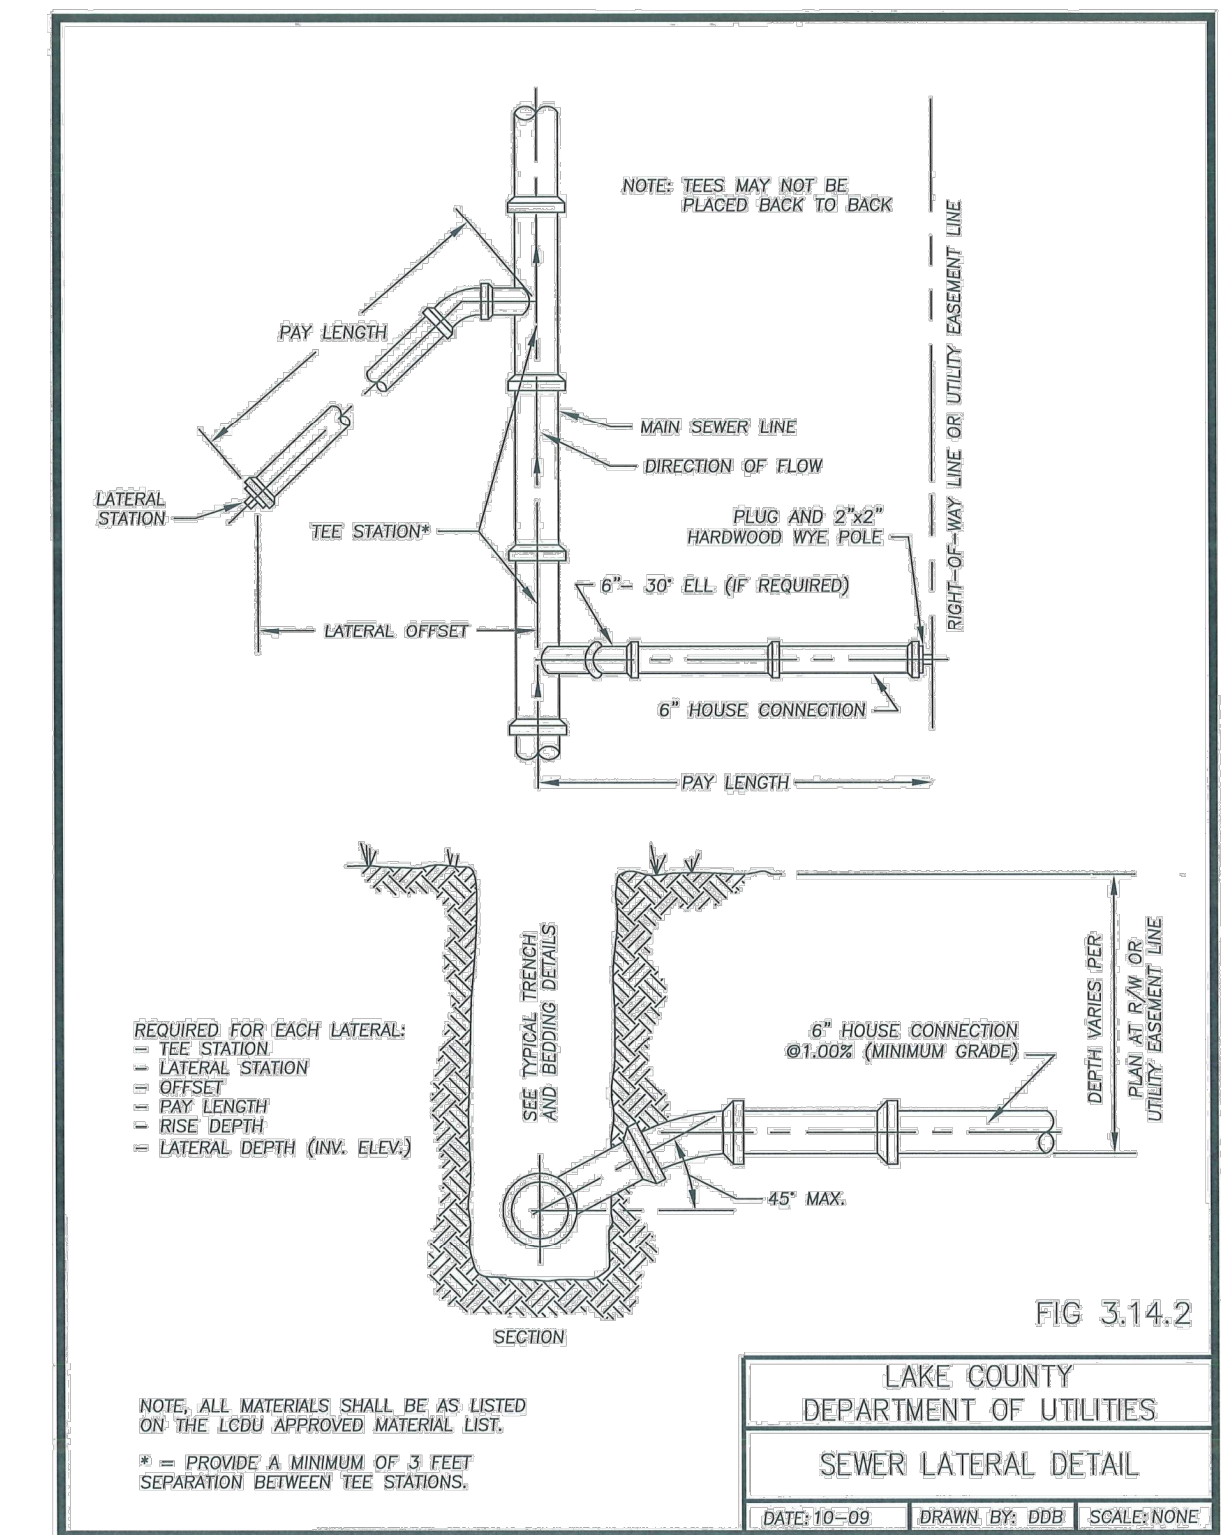 NOTE: TEES MAY NOT BE
PLACED BACK TO BACK
RIGHT-OF-WAY LINE OR UTILITY EASEMENT LINE
PAY LENGTH
MAIN SEWER LINE
DIRECTION OF FLOW
LATERAL
STATION
TEE STATION*
PLUG AND 2"x2"
HARDWOOD WYE POLE
6"- 30° ELL (IF REQUIRED)
LATERAL OFFSET
6" HOUSE CONNECTION
PAY LENGTH
SEE TYPICAL TRENCH
AND BEDDING DETAILS
DEPTH VARIES PER
PLAN AT R/W OR
UTILITY EASEMENT LINE
REQUIRED FOR EACH LATERAL:
- TEE STATION
- LATERAL STATION
- OFFSET
- PAY LENGTH
- RISE DEPTH
- LATERAL DEPTH (INV. ELEV.)
6" HOUSE CONNECTION
@1.00% (MINIMUM GRADE)
45° MAX.
SECTION
FIG 3.14.2
NOTE, ALL MATERIALS SHALL BE AS LISTED
ON THE LCDU APPROVED MATERIAL LIST.
* = PROVIDE A MINIMUM OF 3 FEET
SEPARATION BETWEEN TEE STATIONS.
LAKE COUNTY
DEPARTMENT OF UTILITIES
SEWER LATERAL DETAIL
DATE: 10-09 DRAWN BY: DDB SCALE: NONE